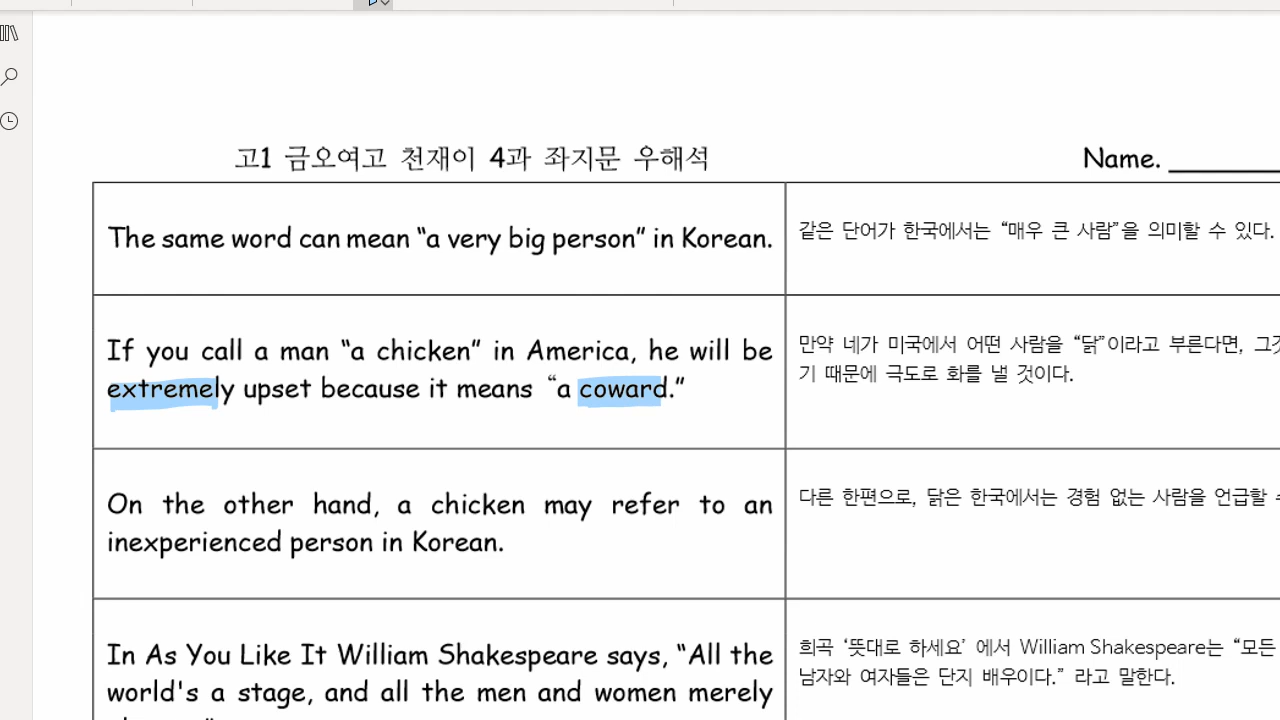 고1 금오여고 천재이 4과 좌지문 우해석
Name.
The same word can mean “a very big person” in Korean.
같은 단어가 한국에서는 “매우 큰 사람”을 의미할 수 있다.
If you call a man “a chicken” in America, he will be
extremely upset because it means “a coward.”
만약 네가 미국에서 어떤 사람을 “닭”이라고 부른다면,
기 때문에 극도로 화를 낼 것이다.
On the other hand, a chicken may refer to an
inexperienced person in Korean.
다른 한편으로, 닭은 한국에서는 경험 없는 사람을 언급할
In As You Like It William Shakespeare says, “All the
world's a stage, and all the men and women merely
희곡 ‘뜻대로 하세요’ 에서 William Shakespeare는 “모든
남자와 여자들은 단지 배우이다.” 라고 말한다.